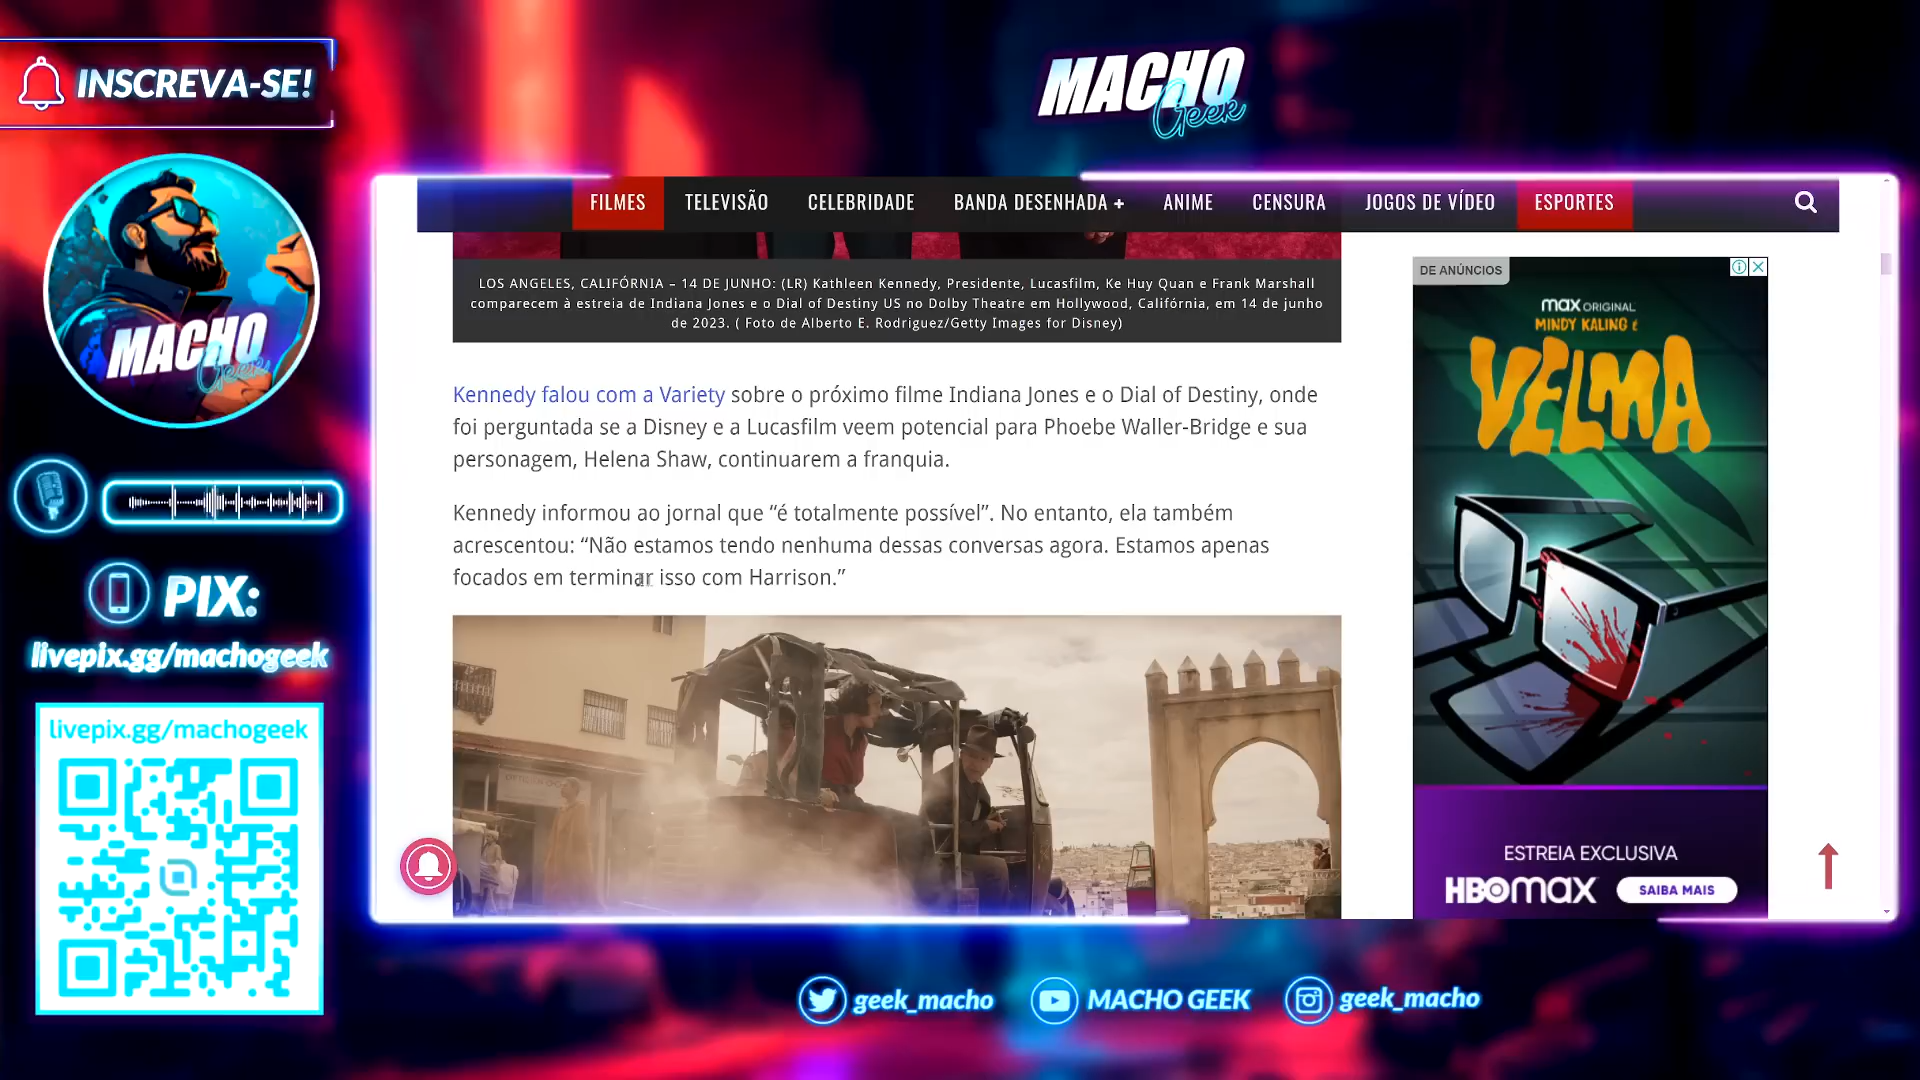 INSCREVA-SE!
MACHO
Geek
MACHO
Geek
PIX:
livepix.gg/machogeek
livepix.gg/machogeek
FILMES TELEVISÃO CELEBRIDADE BANDA DESENHADA + ANIME CENSURA JOGOS DE VÍDEO ESPORTES
LOS ANGELES, CALIFÓRNIA – 14 DE JUNHO: (LR) Kathleen Kennedy, Presidente, Lucasfilm, Ke Huy Quan e Frank Marshall
comparecem à estreia de Indiana Jones e o Dial of Destiny US no Dolby Theatre em Hollywood, Califórnia, em 14 de junho
de 2023. ( Foto de Alberto E. Rodriguez/Getty Images for Disney)
Kennedy falou com a Variety sobre o próximo filme Indiana Jones e o Dial of Destiny, onde
foi perguntada se a Disney e a Lucasfilm veem potencial para Phoebe Waller-Bridge e sua
personagem, Helena Shaw, continuarem a franquia.
Kennedy informou ao jornal que “é totalmente possível”. No entanto, ela também
acrescentou: “Não estamos tendo nenhuma dessas conversas agora. Estamos apenas
focados em terminar isso com Harrison.”
DE ANÚNCIOS
max ORIGINAL
MINDY KALING é
VELMA
ESTREIA EXCLUSIVA
HBOmax SAIBA MAIS
geek_macho MACHO GEEK geek_macho